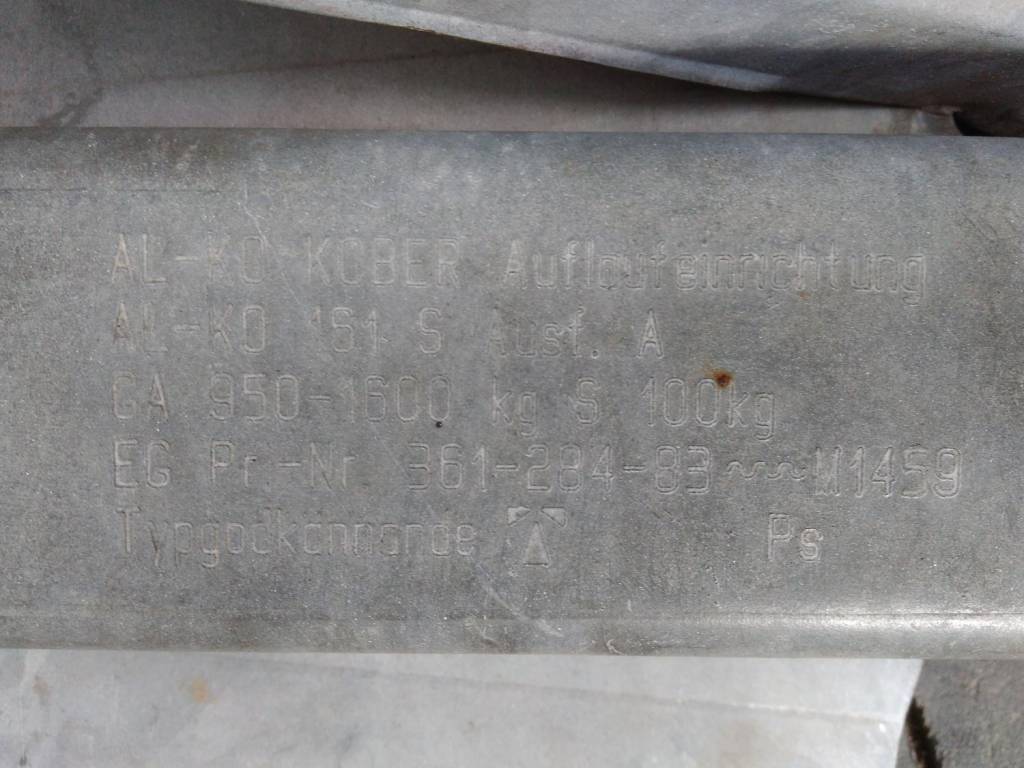 AL-KO KOBER Auflaufeinrichtung
AL-KO 161 S Ausf. A
GA 950-1600 kg S 100kg
EG Pr.-Nr. 361-284-83~~~M1459
Typgodkannande Ps